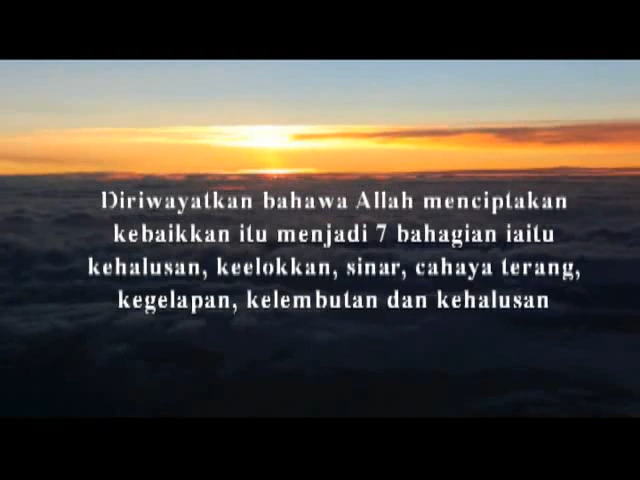 Diriwayatkan bahawa Allah menciptakan
kebaikkan itu menjadi 7 bahagian iaitu
kehalusan, keelokkan, sinar, cahaya terang,
kegelapan, kelembutan dan kehalusan